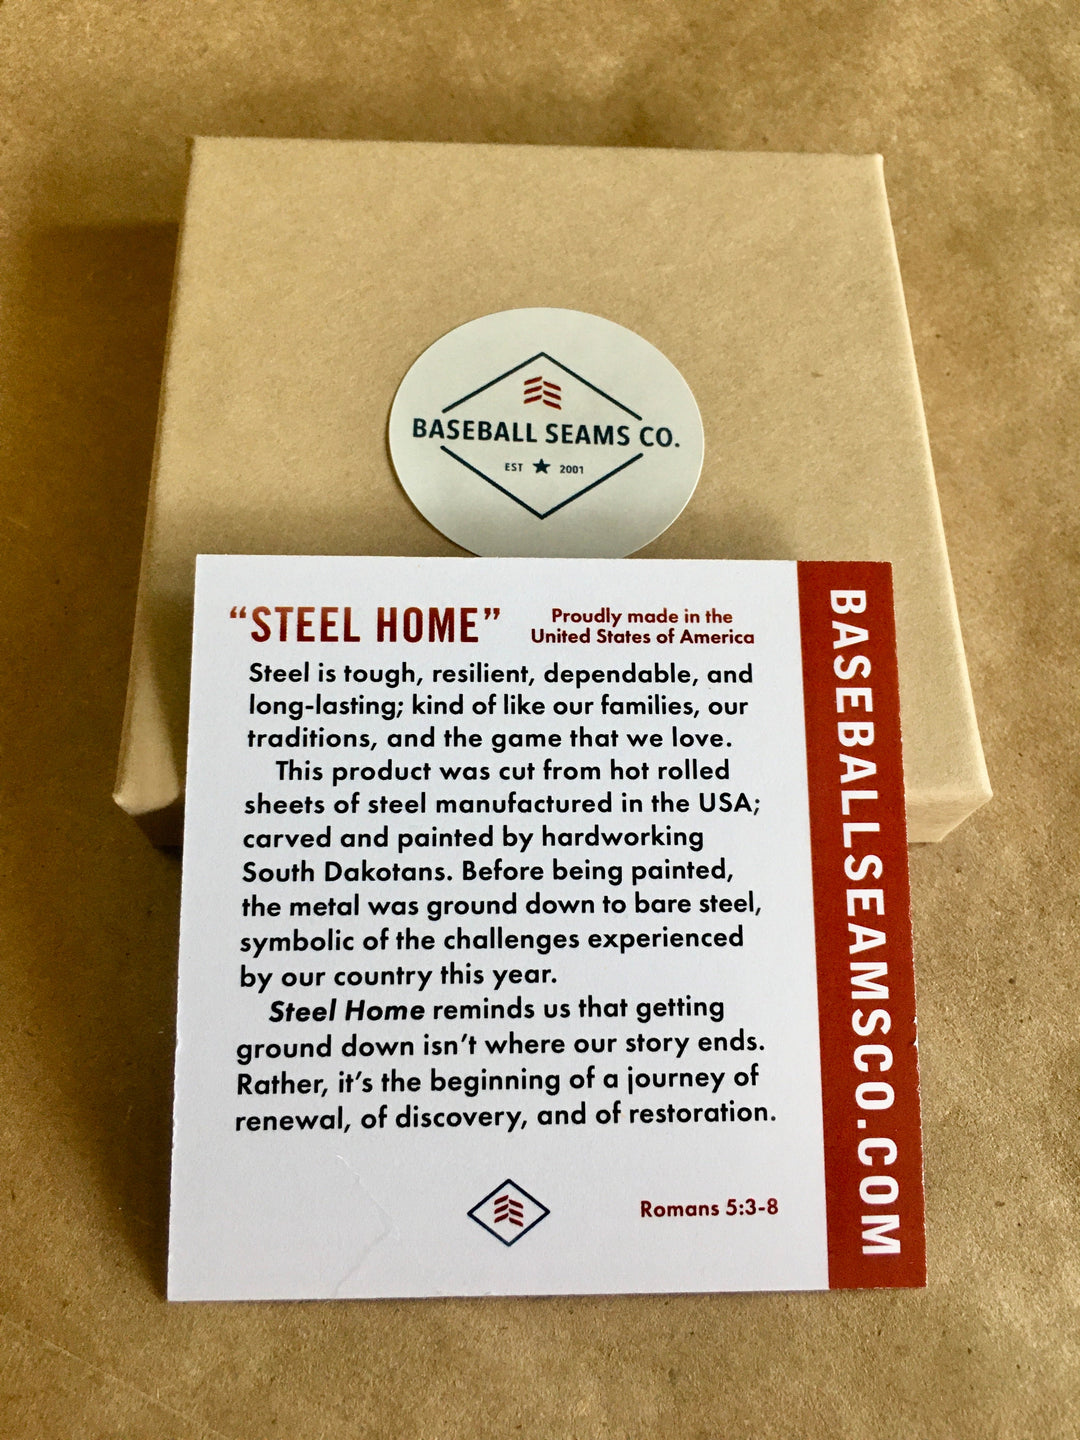 BASEBALL SEAMS CO.
EST ★ 2001
“STEEL HOME”
Proudly made in the
United States of America
Steel is tough, resilient, dependable, and
long-lasting; kind of like our families, our
traditions, and the game that we love.
This product was cut from hot rolled
sheets of steel manufactured in the USA;
carved and painted by hardworking
South Dakotans. Before being painted,
the metal was ground down to bare steel,
symbolic of the challenges experienced
by our country this year.
Steel Home reminds us that getting
ground down isn’t where our story ends.
Rather, it’s the beginning of a journey of
renewal, of discovery, and of restoration.
Romans 5:3-8
BASEBALLSEAMSCO.COM